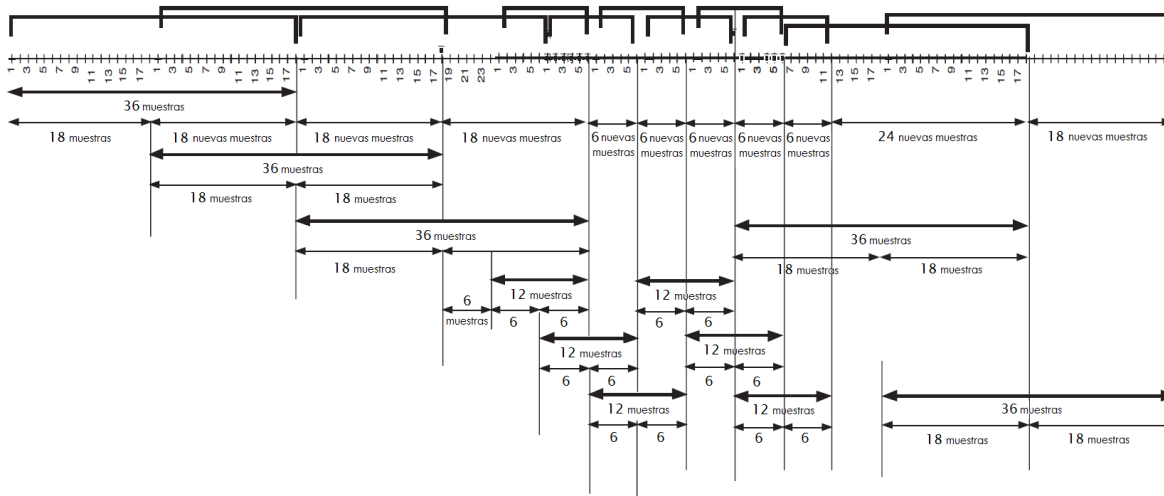 1 3 5 7 9 11 13 15 17 1 3 5 7 9 11 13 15 17 1 3 5 7 9 11 13 15 17 19 21 23 1 3 5 1 3 5 1 3 5 1 3 5 1 3 5 1 3 5 7 9 11 13 15 17 1 3 5 7 9 11 13 15 17
36 muestras
18 muestras 18 nuevas muestras 18 nuevas muestras 18 nuevas muestras 6 nuevas 6 nuevas 6 nuevas 6 nuevas 6 nuevas 24 nuevas muestras 18 nuevas muestras
muestras muestras muestras muestras muestras
36 muestras
18 muestras 18 muestras
36 muestras 36 muestras
18 muestras 18 muestras 18 muestras
12 muestras 12 muestras
6 6 6 6 6
muestras
12 muestras 12 muestras
6 6 6 6
12 muestras 12 muestras 36 muestras
6 6 6 6 18 muestras 18 muestras